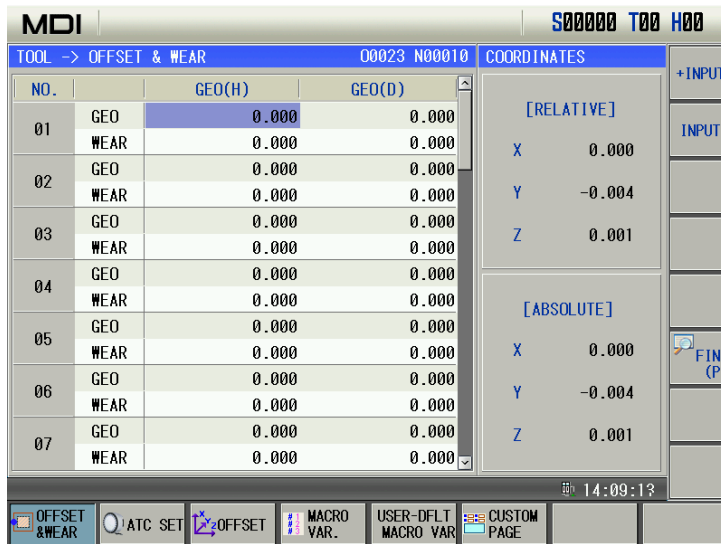 MDI S00000 T00 H00
TOOL -> OFFSET & WEAR O0023 N00010 COORDINATES
+INPUT
NO. GEO(H) GEO(D)
01 GEO 0.000 0.000
WEAR 0.000 0.000
02 GEO 0.000 0.000
WEAR 0.000 0.000
03 GEO 0.000 0.000
WEAR 0.000 0.000
04 GEO 0.000 0.000
WEAR 0.000 0.000
05 GEO 0.000 0.000
WEAR 0.000 0.000
06 GEO 0.000 0.000
WEAR 0.000 0.000
07 GEO 0.000 0.000
WEAR 0.000 0.000
[RELATIVE]
X 0.000
Y -0.004
Z 0.001
[ABSOLUTE]
X 0.000
Y -0.004
Z 0.001
INPUT
FIN
(P
14:09:13
OFFSET
&WEAR
ATC SET
OFFSET
MACRO
VAR.
USER-DFLT
MACRO VAR
CUSTOM
PAGE